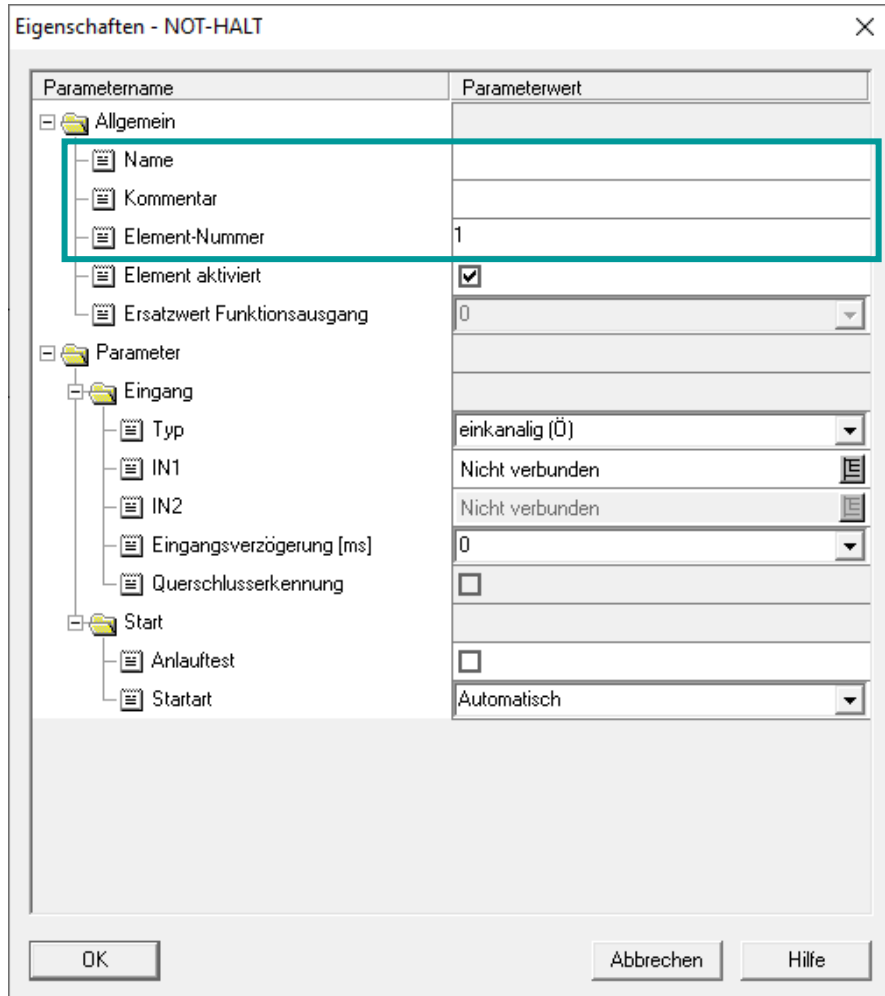 Eigenschaften - NOT-HALT
Parametername Parameterwert
Allgemein
Name
Kommentar
Element-Nummer 1
Element aktiviert
Ersatzwert Funktionsausgang 0
Parameter
Eingang
Typ einkanalig (Ö)
IN1 Nicht verbunden
IN2 Nicht verbunden
Eingangsverzögerung [ms] 0
Querschlusserkennung
Start
Anlauftest
Startart Automatisch
OK Abbrechen Hilfe